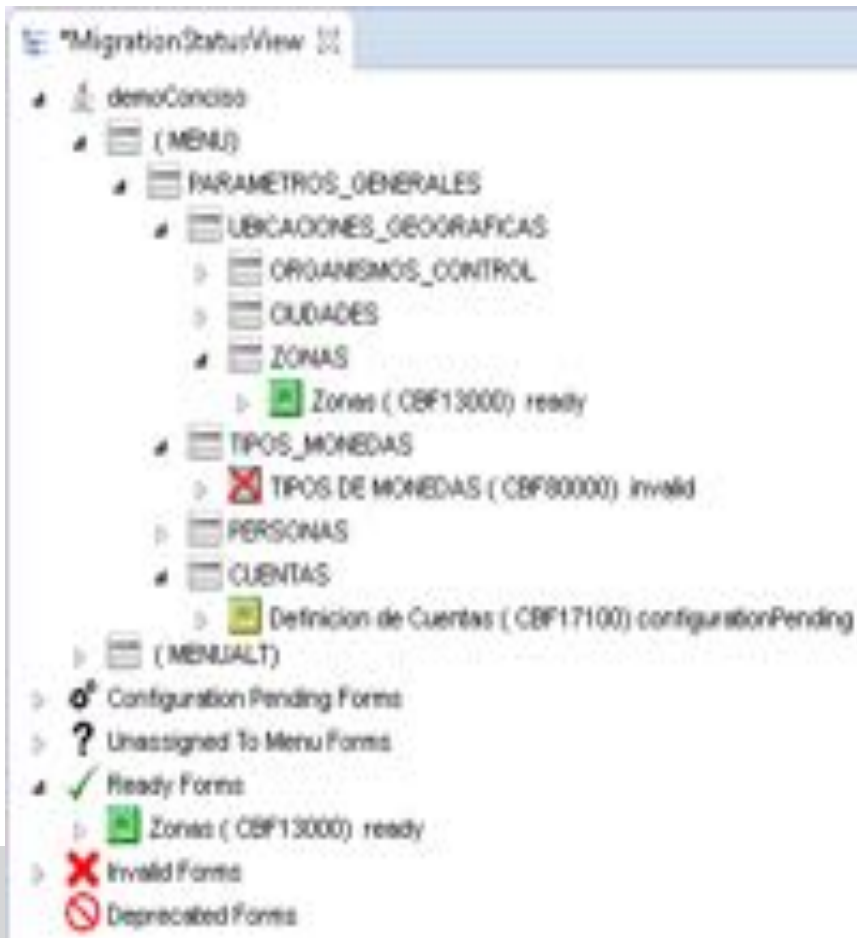 *MigrationStatusView
demoConciso
( MENU)
PARAMETROS_GENERALES
UBICACIONES_GEOGRAFICAS
ORGANISMOS_CONTROL
CIUDADES
ZONAS
Zonas ( CBF13000) ready
TIPOS_MONEDAS
TIPOS DE MONEDAS ( CBF80000) invalid
PERSONAS
CUENTAS
Definicion de Cuentas ( CBF17100) configurationPending
( MENUALT)
Configuration Pending Forms
? Unassigned To Menu Forms
Ready Forms
Zonas ( CBF13000) ready
Invalid Forms
Deprecated Forms